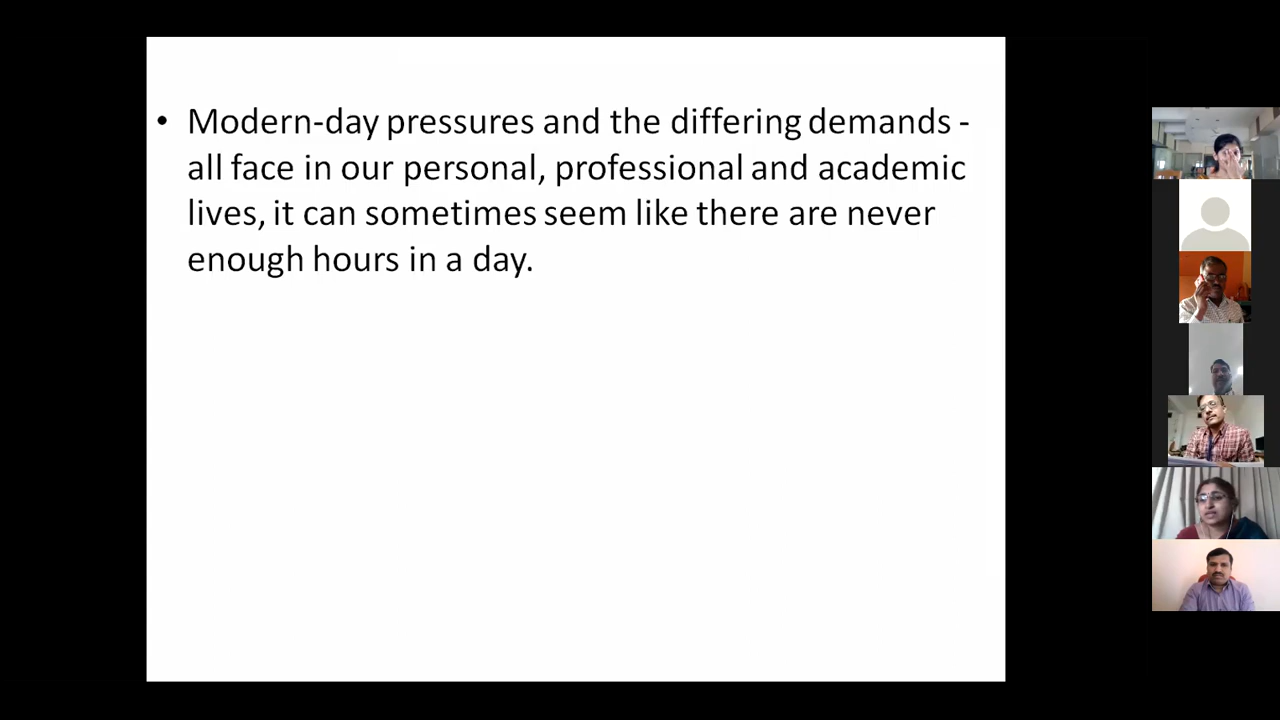 • Modern-day pressures and the differing demands -
all face in our personal, professional and academic
lives, it can sometimes seem like there are never
enough hours in a day.